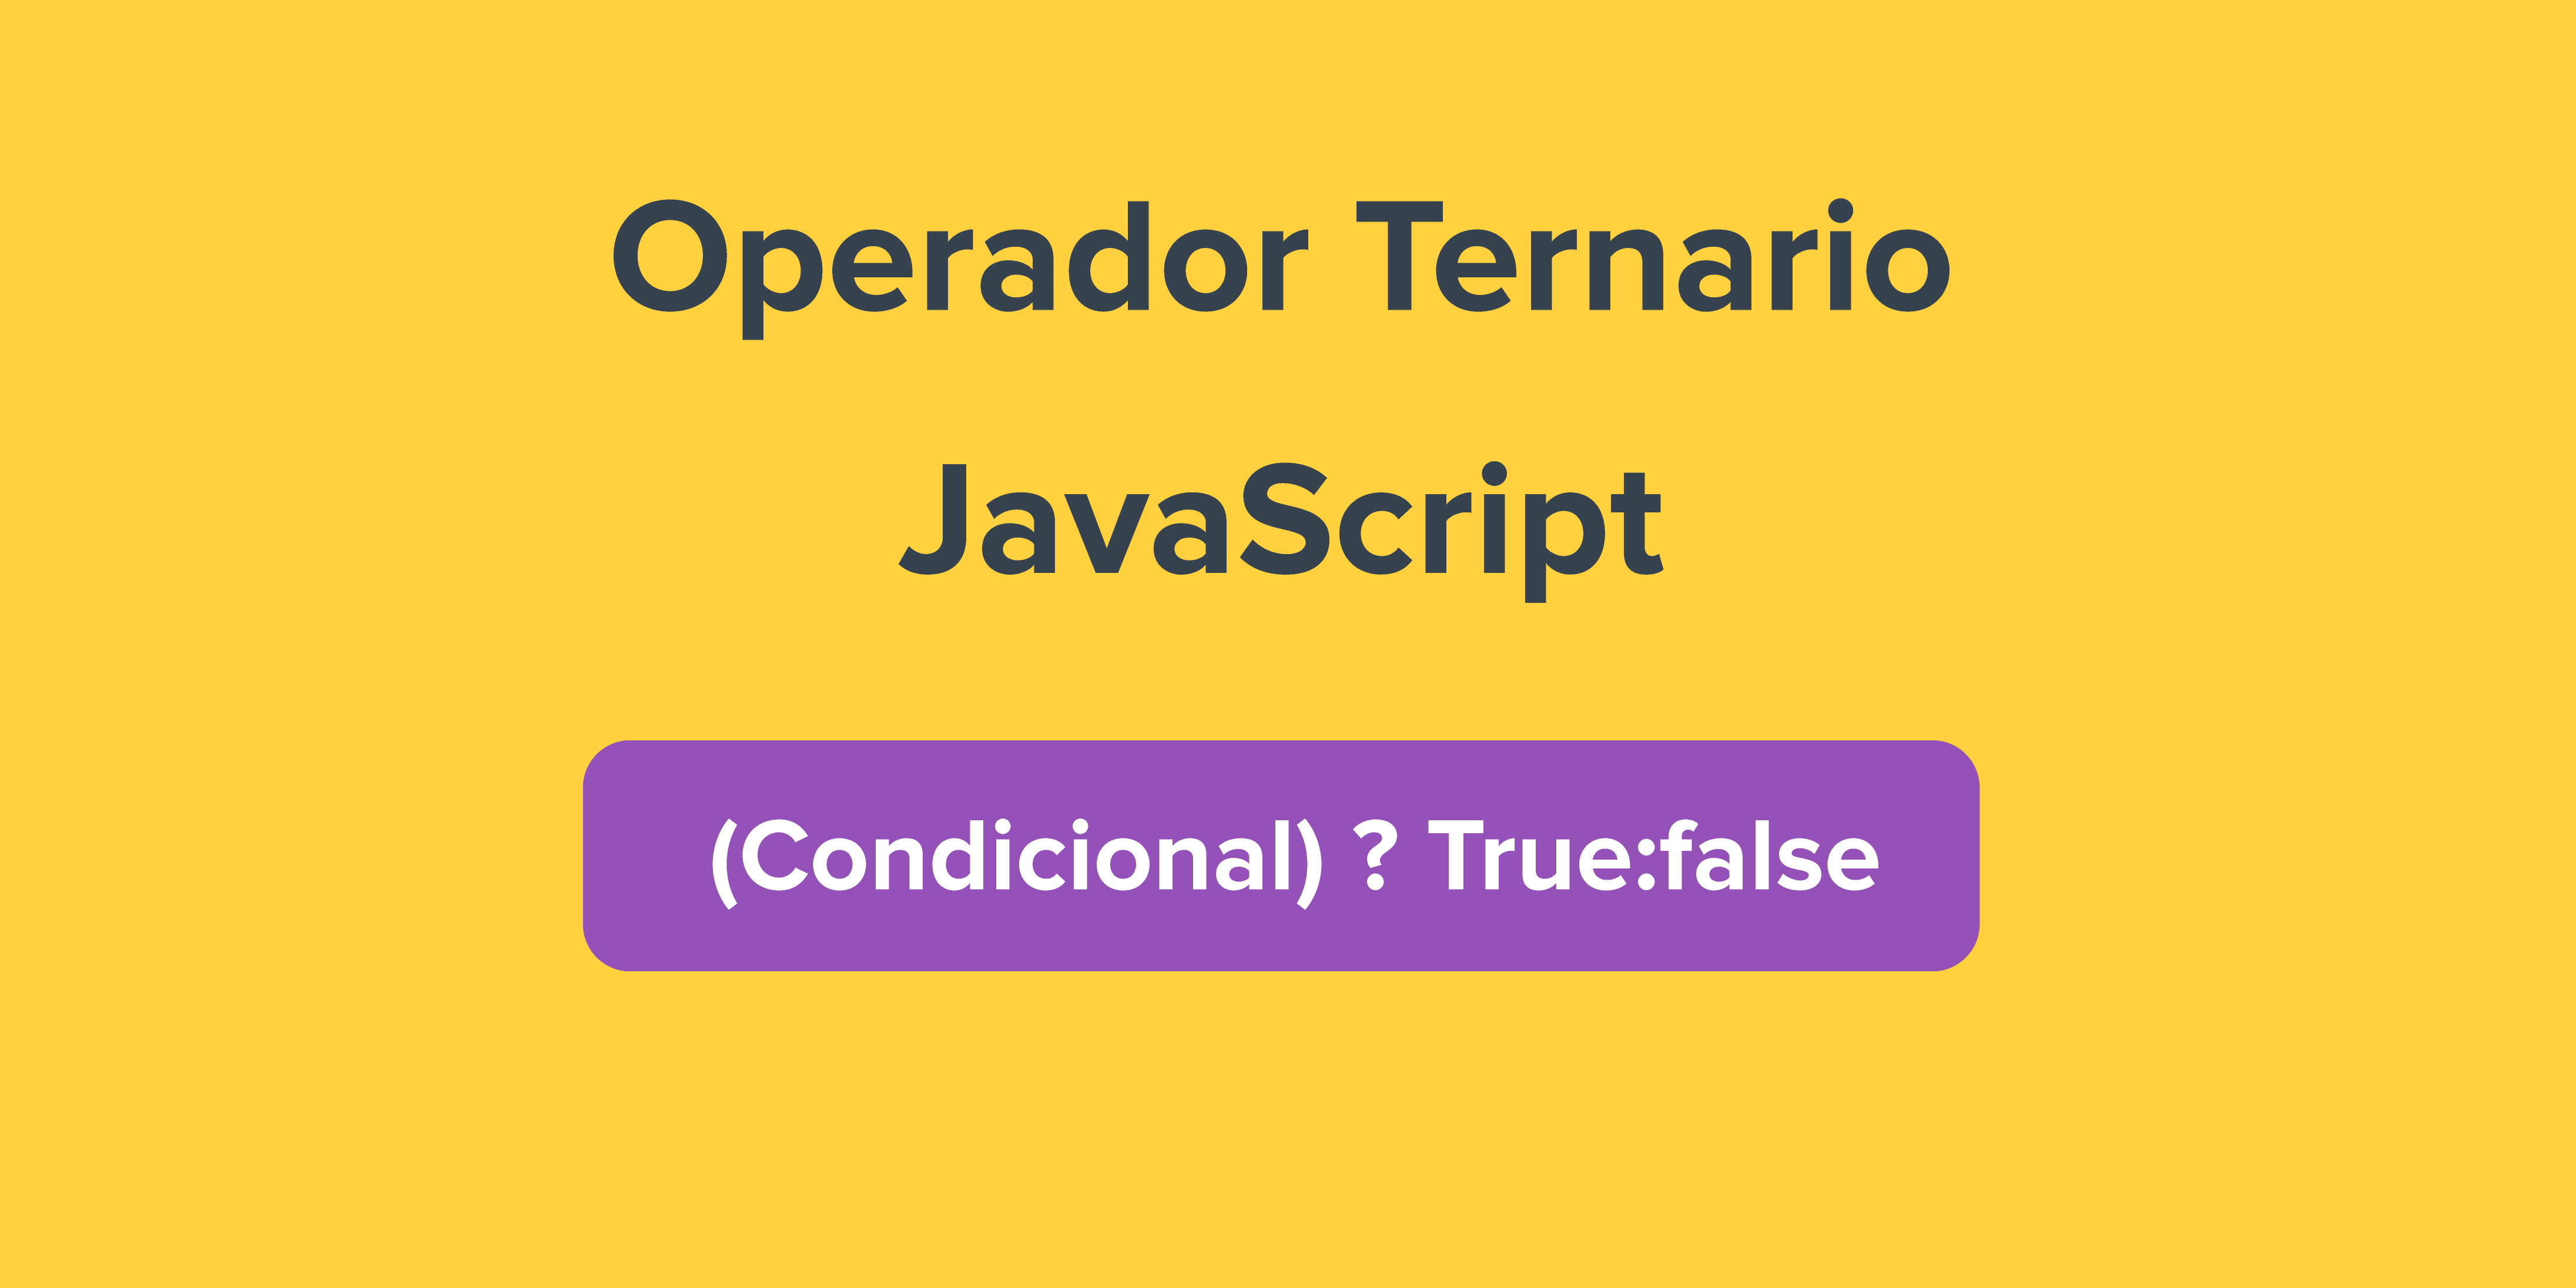 Operador Ternario
JavaScript
(Condicional) ? True:false